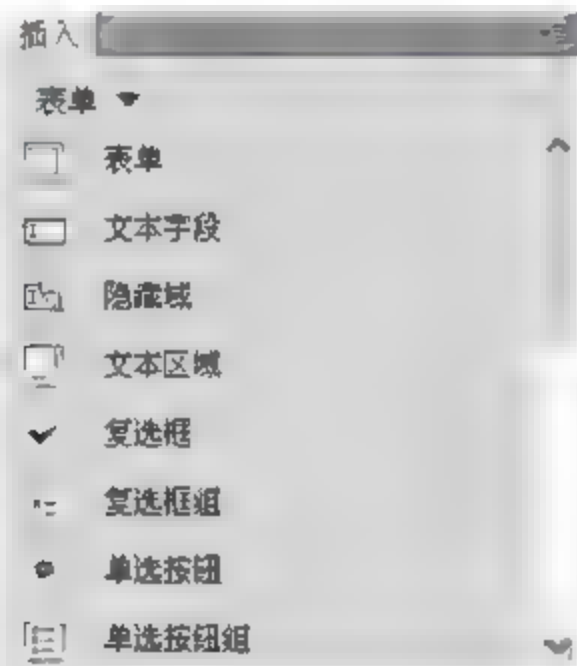 插入
表单
表单
文本字段
隐藏域
文本区域
复选框
复选框组
单选按钮
单选按钮组